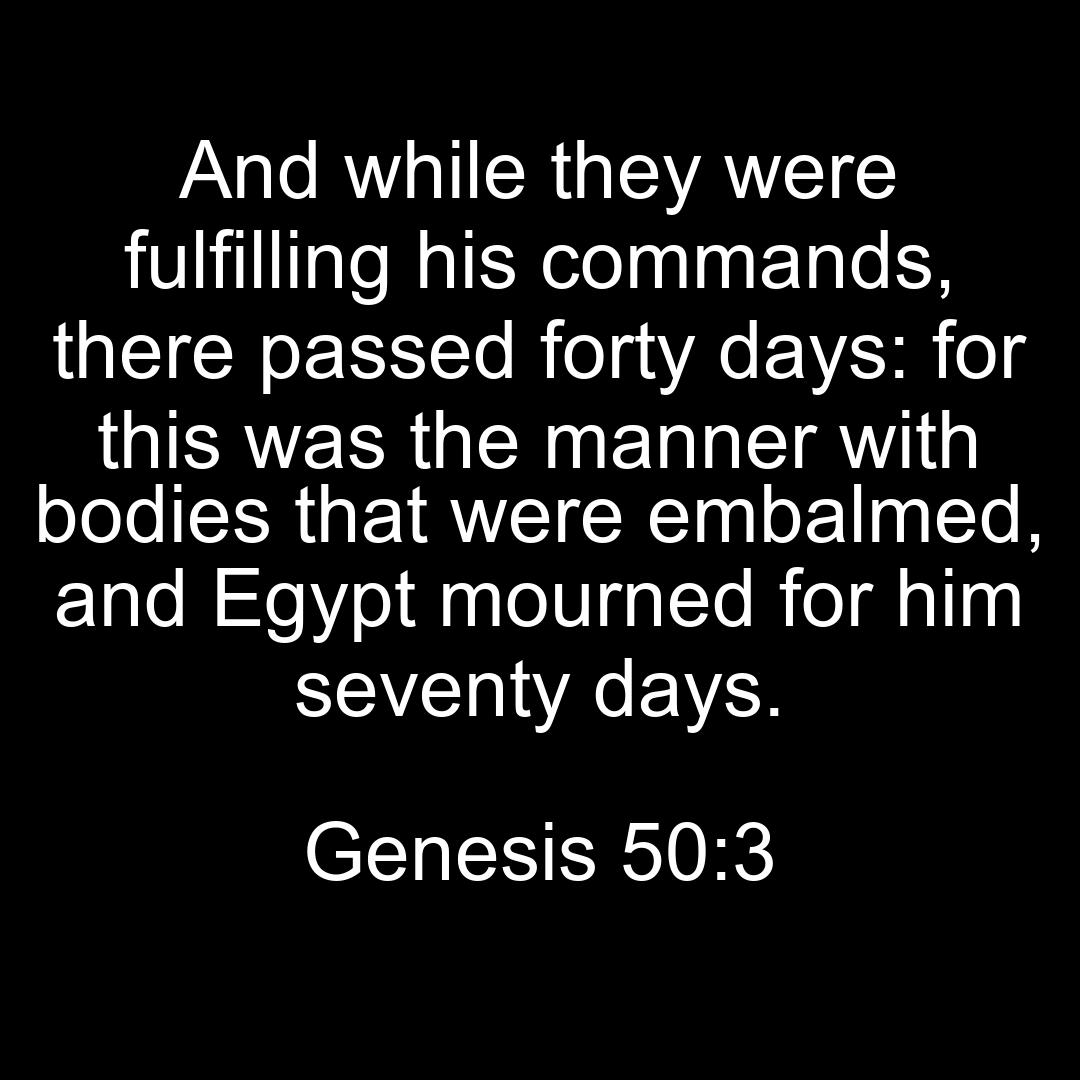 And while they were
fulfilling his commands,
there passed forty days: for
this was the manner with
bodies that were embalmed,
and Egypt mourned for him
seventy days.
Genesis 50:3